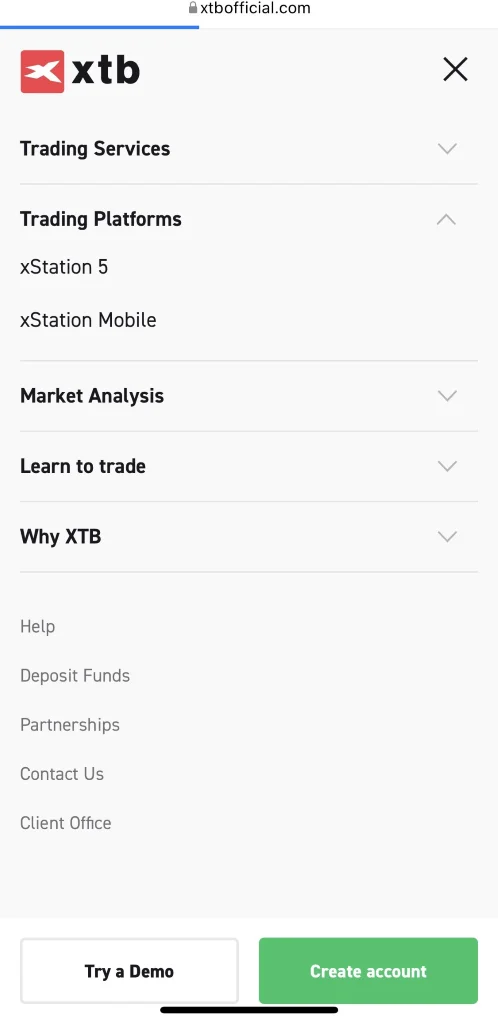 xtbofficial.com
xtb
Trading Services
Trading Platforms
xStation 5
xStation Mobile
Market Analysis
Learn to trade
Why XTB
Help
Deposit Funds
Partnerships
Contact Us
Client Office
Try a Demo
Create account